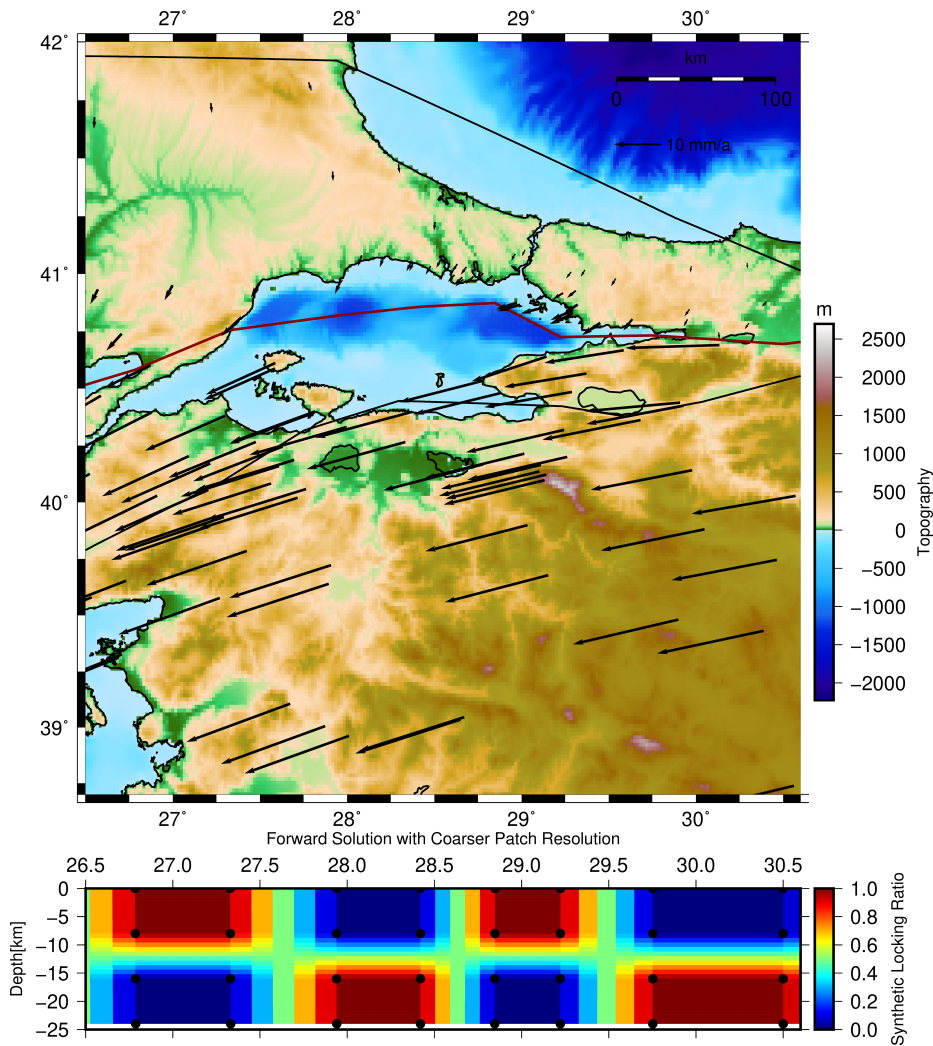 27° 28° 29° 30°
42°
km
0 100
10 mm/a
41°
m
2500
2000
1500
1000
500
0
−500
−1000
−1500
−2000
Topography
40°
39°
27° 28° 29° 30°
Forward Solution with Coarser Patch Resolution
26.5 27.0 27.5 28.0 28.5 29.0 29.5 30.0 30.5
0
−5
−10
−15
−20
−25
Depth[km]
1.0
0.8
0.6
0.4
0.2
0.0
Synthetic Locking Ratio